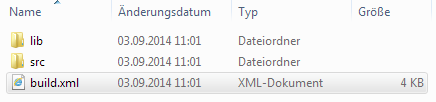 Name Änderungsdatum Typ Größe
lib 03.09.2014 11:01 Dateiordner
src 03.09.2014 11:01 Dateiordner
build.xml 03.09.2014 11:01 XML-Dokument 4 KB